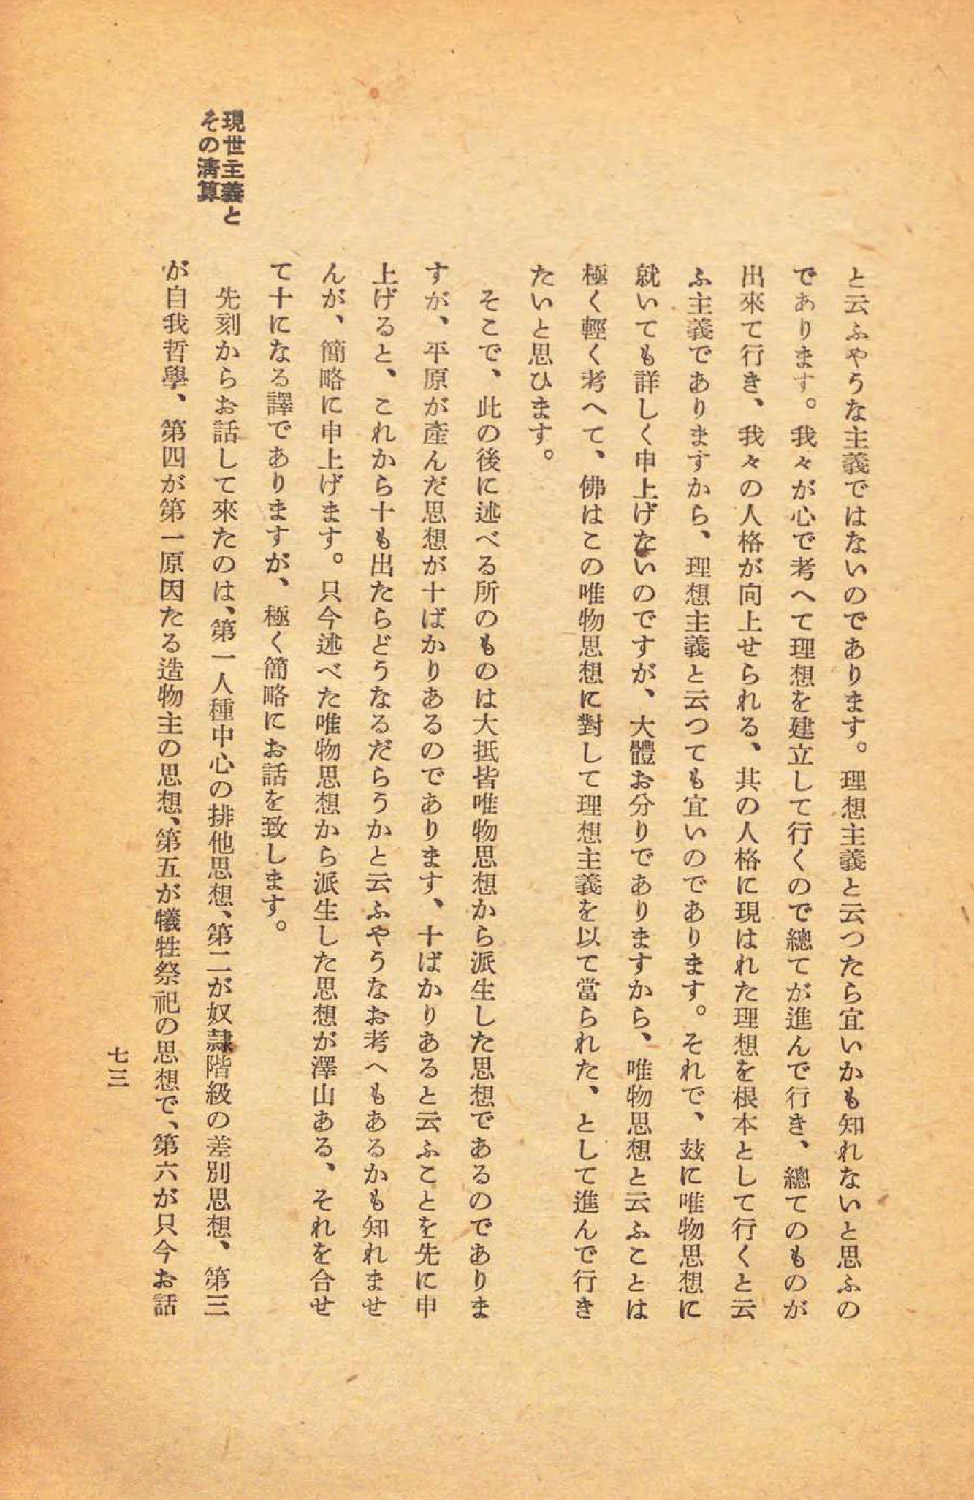 と云ふやうな主義ではないのであります。理想主義と云つたら宜いかも知れないと思ふの
であります。我々が心で考へて理想を建立して行くので總てが進んで行き、總てのものが
出來て行き、我々の人格が向上せられる、其の人格に現はれた理想を根本として行くと云
ふ主義でありますから、理想主義と云つても宜いのであります。それで、玆に唯物思想に
就いても詳しく申上げないのですが、大體お分りでありますから、唯物思想と云ふことは
極く輕く考へて、佛はこの唯物思想に對して理想主義を以て當られた、として進んで行き
たいと思ひます。
そこで、此の後に述べる所のものは大抵皆唯物思想から派生した思想であるのでありま
すが、平原が產んだ思想が十ばかりあるのであります、十ばかりあると云ふことを先に申
上げると、これから十も出たらどうなるだらうかと云ふやうなお考へもあるかも知れませ
んが、簡略に申上げます。只今述べた唯物思想から派生した思想が澤山ある、それを合せ
て十になる譯でありますが、極く簡略にお話を致します。
現世主義と
その淸算
先刻からお話して來たのは、第一人種中心の排他思想、第二が奴隷階級の差別思想、第三
が自我哲學、第四が第一原因たる造物主の思想、第五が犧牲祭祀の思想で、第六が只今お話
七三